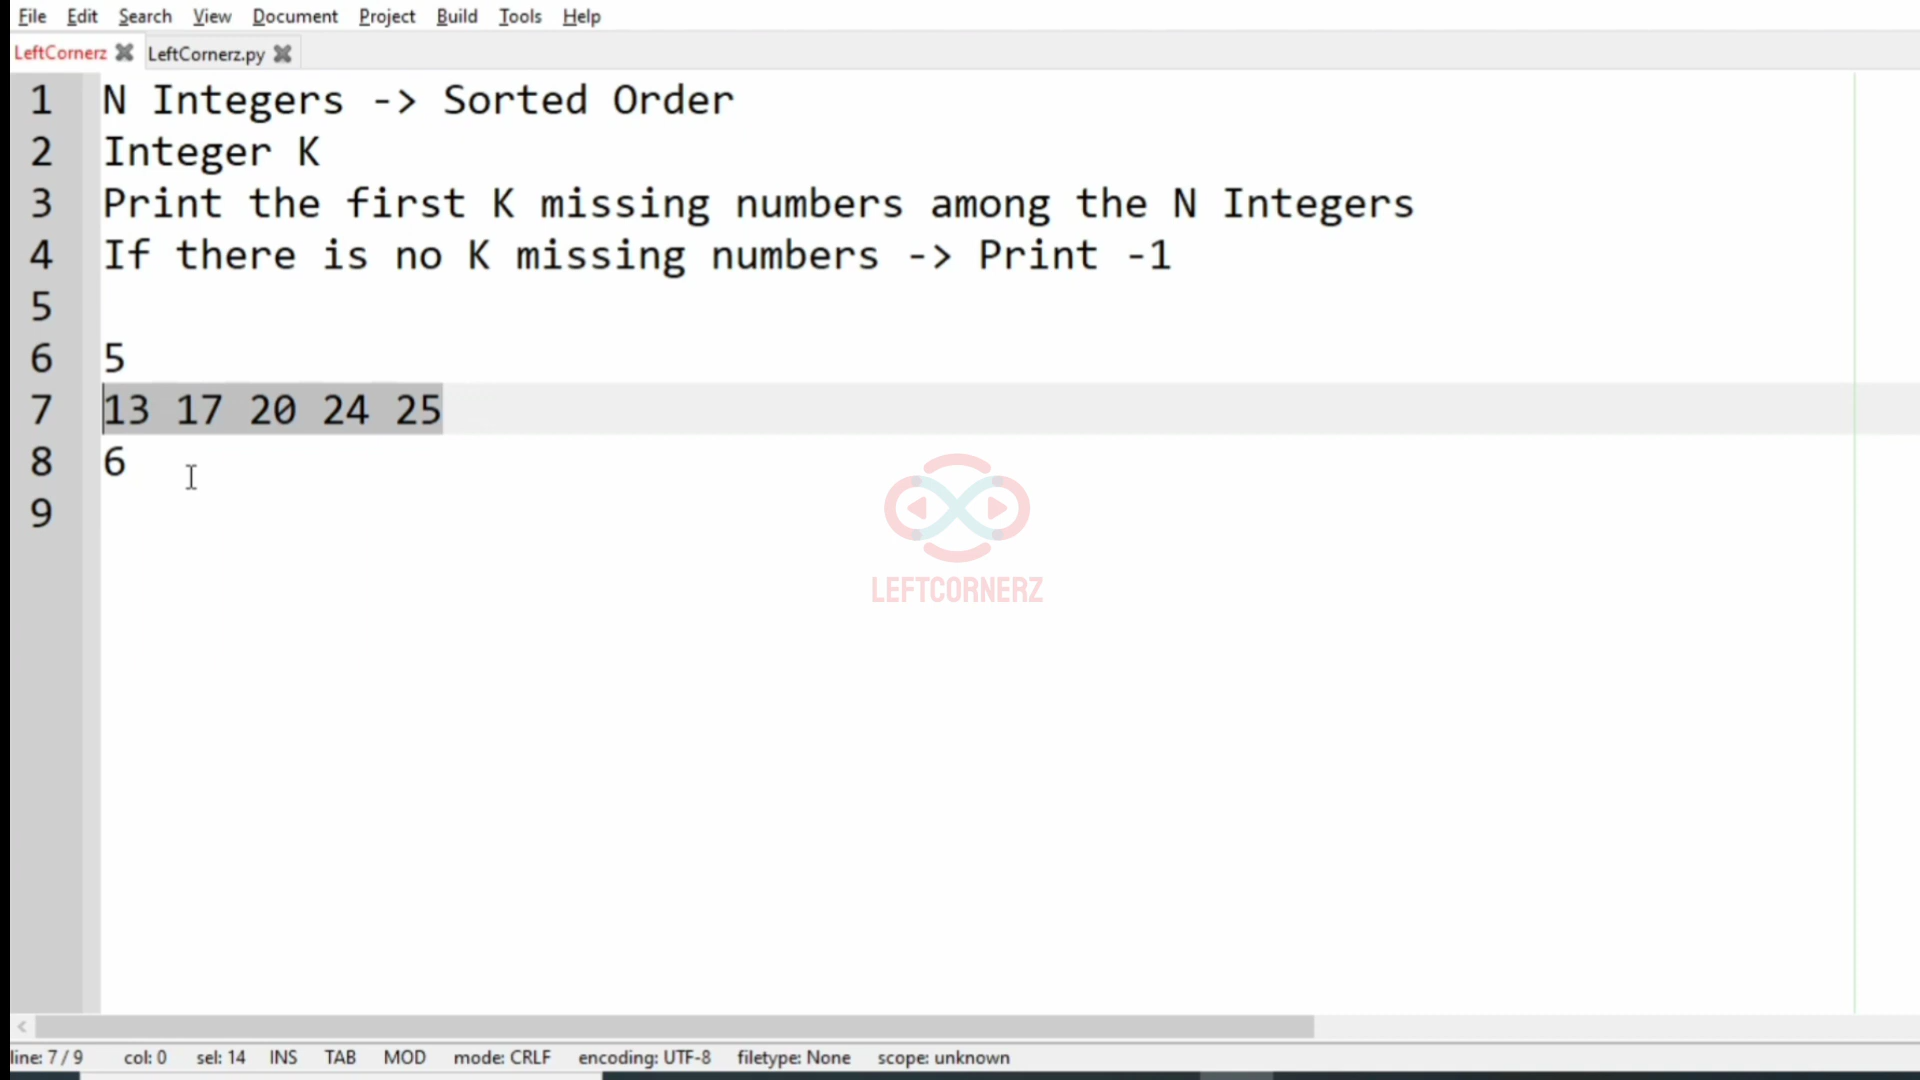 File Edit Search View Document Project Build Tools Help
LeftCornerz LeftCornerz.py
1 N Integers -> Sorted Order
2 Integer K
3 Print the first K missing numbers among the N Integers
4 If there is no K missing numbers -> Print -1
5
6 5
7 13 17 20 24 25
8 6
9
LEFTCORNERZ
line: 7 / 9 col: 0 sel: 14 INS TAB MOD mode: CRLF encoding: UTF-8 filetype: None scope: unknown